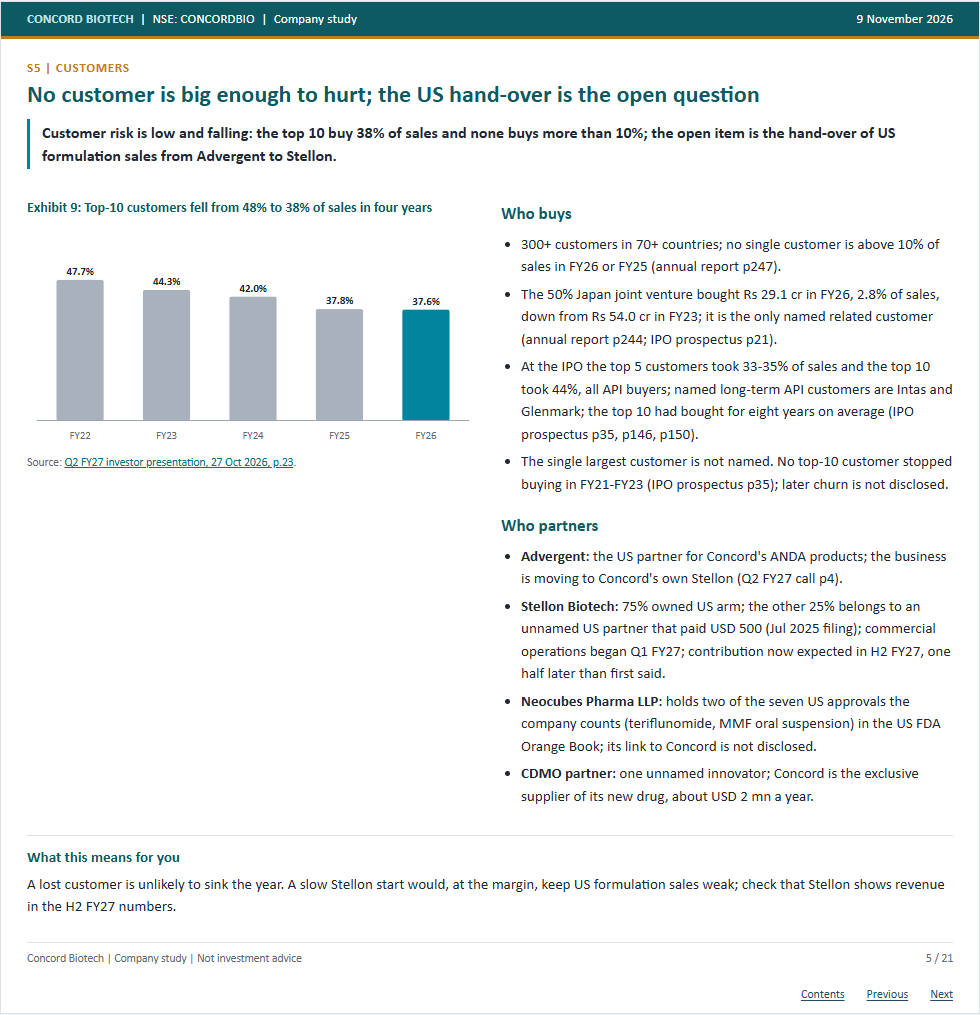 CONCORD BIOTECH | NSE: CONCORDBIO | Company study
9 November 2026
S5 | CUSTOMERS
No customer is big enough to hurt; the US hand-over is the open question
Customer risk is low and falling: the top 10 buy 38% of sales and none buys more than 10%; the open item is the hand-over of US
formulation sales from Advergent to Stellon.
Exhibit 9: Top-10 customers fell from 48% to 38% of sales in four years
47.7%
44.3%
42.0%
37.8%
37.6%
FY22
FY23
FY24
FY25
FY26
Source: Q2 FY27 investor presentation, 27 Oct 2026, p.23.
Who buys
• 300+ customers in 70+ countries; no single customer is above 10% of
sales in FY26 or FY25 (annual report p247).
• The 50% Japan joint venture bought Rs 29.1 cr in FY26, 2.8% of sales,
down from Rs 54.0 cr in FY23; it is the only named related customer
(annual report p244; IPO prospectus p21).
• At the IPO the top 5 customers took 33-35% of sales and the top 10
took 44%, all API buyers; named long-term API customers are Intas and
Glenmark; the top 10 had bought for eight years on average (IPO
prospectus p35, p146, p150).
• The single largest customer is not named. No top-10 customer stopped
buying in FY21-FY23 (IPO prospectus p35); later churn is not disclosed.
Who partners
• Advergent: the US partner for Concord's ANDA products; the business
is moving to Concord's own Stellon (Q2 FY27 call p4).
• Stellon Biotech: 75% owned US arm; the other 25% belongs to an
unnamed US partner that paid USD 500 (Jul 2025 filing); commercial
operations began Q1 FY27; contribution now expected in H2 FY27, one
half later than first said.
• Neocubes Pharma LLP: holds two of the seven US approvals the
company counts (teriflunomide, MMF oral suspension) in the US FDA
Orange Book; its link to Concord is not disclosed.
• CDMO partner: one unnamed innovator; Concord is the exclusive
supplier of its new drug, about USD 2 mn a year.
What this means for you
A lost customer is unlikely to sink the year. A slow Stellon start would, at the margin, keep US formulation sales weak; check that Stellon shows revenue
in the H2 FY27 numbers.
Concord Biotech | Company study | Not investment advice
5 / 21
Contents
Previous
Next